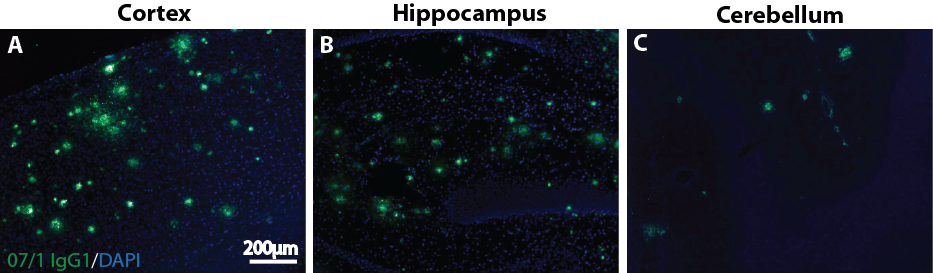 Cortex
Hippocampus
Cerebellum
A
B
C
07/1 IgG1/DAPI
200µm